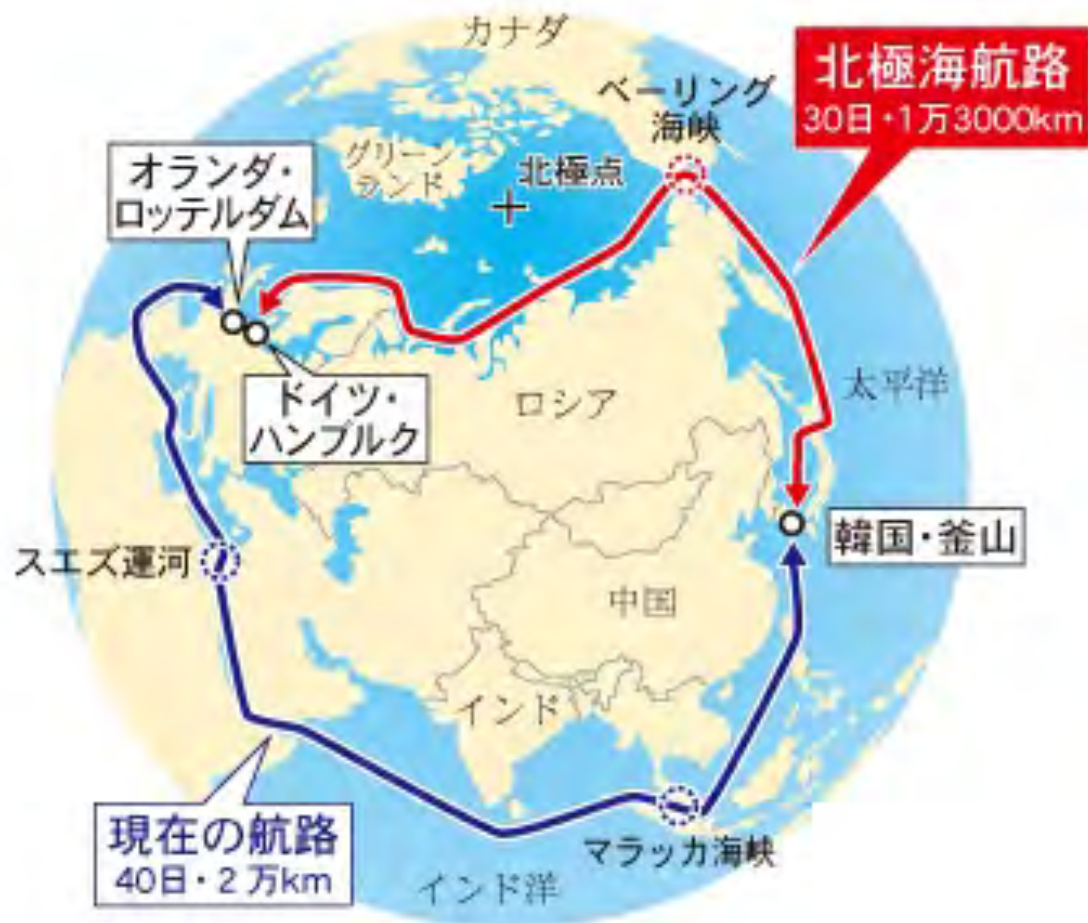 カナダ
北極海航路
30日・1万3000km
ベーリング
海峡
グリーン
ランド
北極点
オランダ・
ロッテルダム
ドイツ・
ハンブルク
ロシア
太平洋
スエズ運河
韓国・釜山
中国
インド
現在の航路
40日・2万km
マラッカ海峡
インド洋